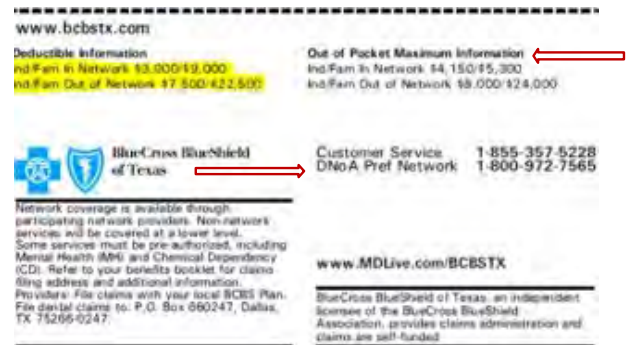 www.bcbstx.com
Deductible Information
Ind/Fam In Network $3,000/$9,000
Ind/Fam Out of Network $7,500/$22,500
Out of Pocket Maximum Information
Ind/Fam In Network $4,150/$5,300
Ind/Fam Out of Network $8,000/$24,000
BlueCross BlueShield
of Texas
Customer Service 1-855-357-5228
DNoA Pref Network 1-800-972-7565
Network coverage is available through
participating network providers. Non-network
services will be covered at a lower level.
Some services must be pre-authorized, including
Mental Health (MH) and Chemical Dependency
(CD). Refer to your benefits booklet for claims
filing address and additional information.
Providers: File claims with your local BCBS Plan.
File dental claims to: P.O. Box 660247, Dallas,
TX 75266-0247.
www.MDLive.com/BCBSTX
BlueCross BlueShield of Texas, an independent
licensee of the BlueCross BlueShield
Association, provides claims administration and
claims are self-funded